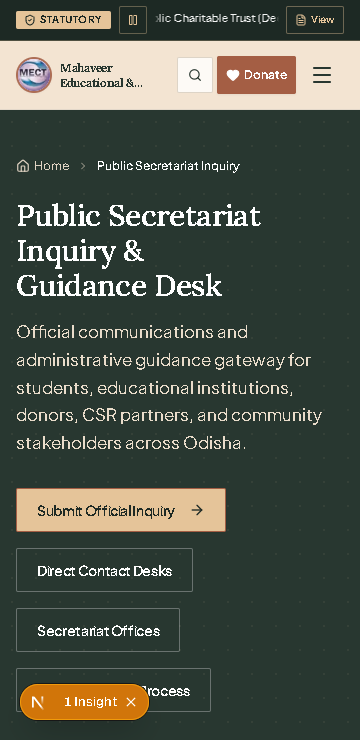 STATUTORY
lic Charitable Trust (De
View
MECT
Mahaveer
Educational &...
Donate
Home
Public Secretariat Inquiry
Public Secretariat
Inquiry &
Guidance Desk
Official communications and
administrative guidance gateway for
students, educational institutions,
donors, CSR partners, and community
stakeholders across Odisha.
Submit Official Inquiry
Direct Contact Desks
Secretariat Offices
Process
N
1 Insight